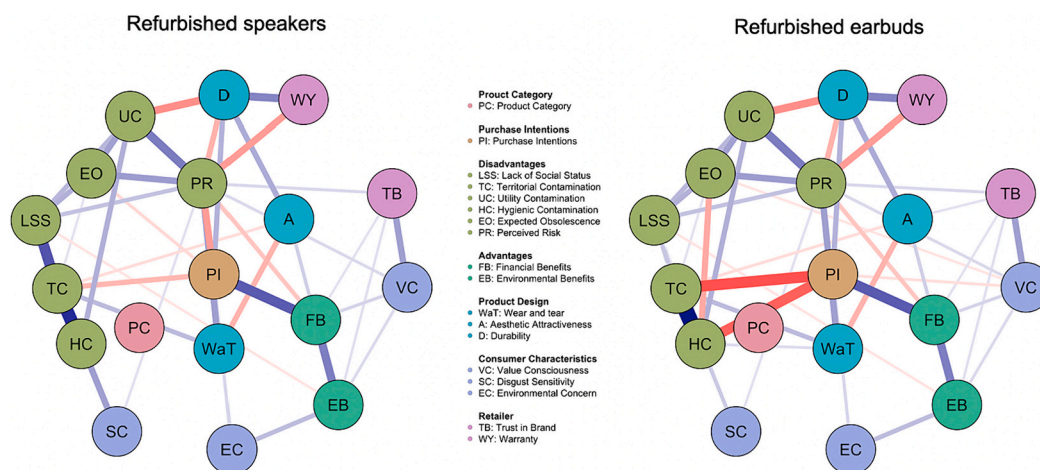 Refurbished speakers
Refurbished earbuds
D
WY
UC
EO
PR
TB
LSS
A
PI
TC
VC
PC
FB
HC
WaT
EB
SC
EC
Prouct Category
PC: Product Category
Purchase Intentions
PI: Purchase Intentions
Disadvantages
LSS: Lack of Social Status
TC: Territorial Contamination
UC: Utility Contamination
HC: Hygienic Contamination
EO: Expected Obsolescence
PR: Perceived Risk
Advantages
FB: Financial Benefits
EB: Environmental Benefits
Product Design
WaT: Wear and tear
A: Aesthetic Attractiveness
D: Durability
Consumer Characteristics
VC: Value Consciousness
SC: Disgust Sensitivity
EC: Environmental Concern
Retailer
TB: Trust in Brand
WY: Warranty
D
WY
UC
EO
PR
TB
LSS
A
PI
TC
VC
PC
FB
HC
WaT
EB
SC
EC